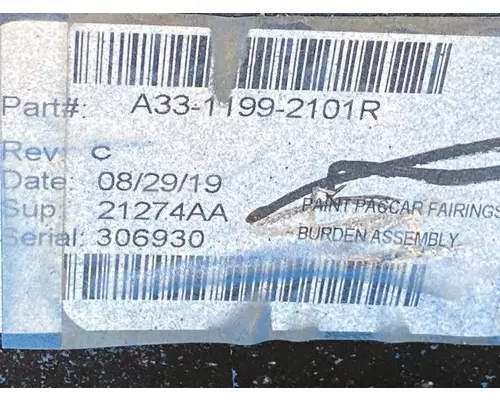 Part#: A33-1199-2101R
Rev: C
Date: 08/29/19
Sup: 21274AA
Serial: 306930
PAINT PACCAR FAIRINGS
BURDEN ASSEMBLY